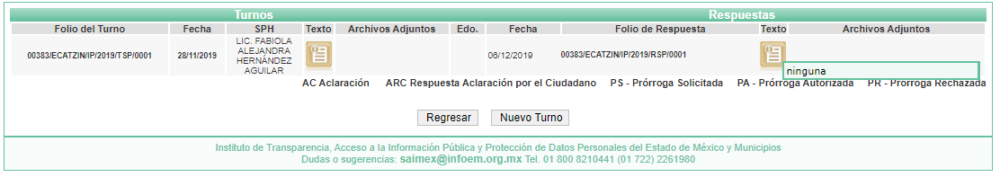 Turnos Respuestas
Folio del Turno Fecha SPH Texto Archivos Adjuntos Edo. Fecha Folio de Respuesta Texto Archivos Adjuntos
00383/ECATZIN/IP/2019/TSP/0001 28/11/2019 LIC. FABIOLA
ALEJANDRA
HERNÁNDEZ
AGUILAR 06/12/2019 00383/ECATZIN/IP/2019/RSP/0001
ninguna
AC Aclaración ARC Respuesta Aclaración por el Ciudadano PS - Prórroga Solicitada PA - Prórroga Autorizada PR - Prorroga Rechazada
Regresar Nuevo Turno
Instituto de Transparencia, Acceso a la Información Pública y Protección de Datos Personales del Estado de México y Municipios
Dudas o sugerencias: saimex@infoem.org.mx Tel. 01 800 8210441 (01 722) 2261980